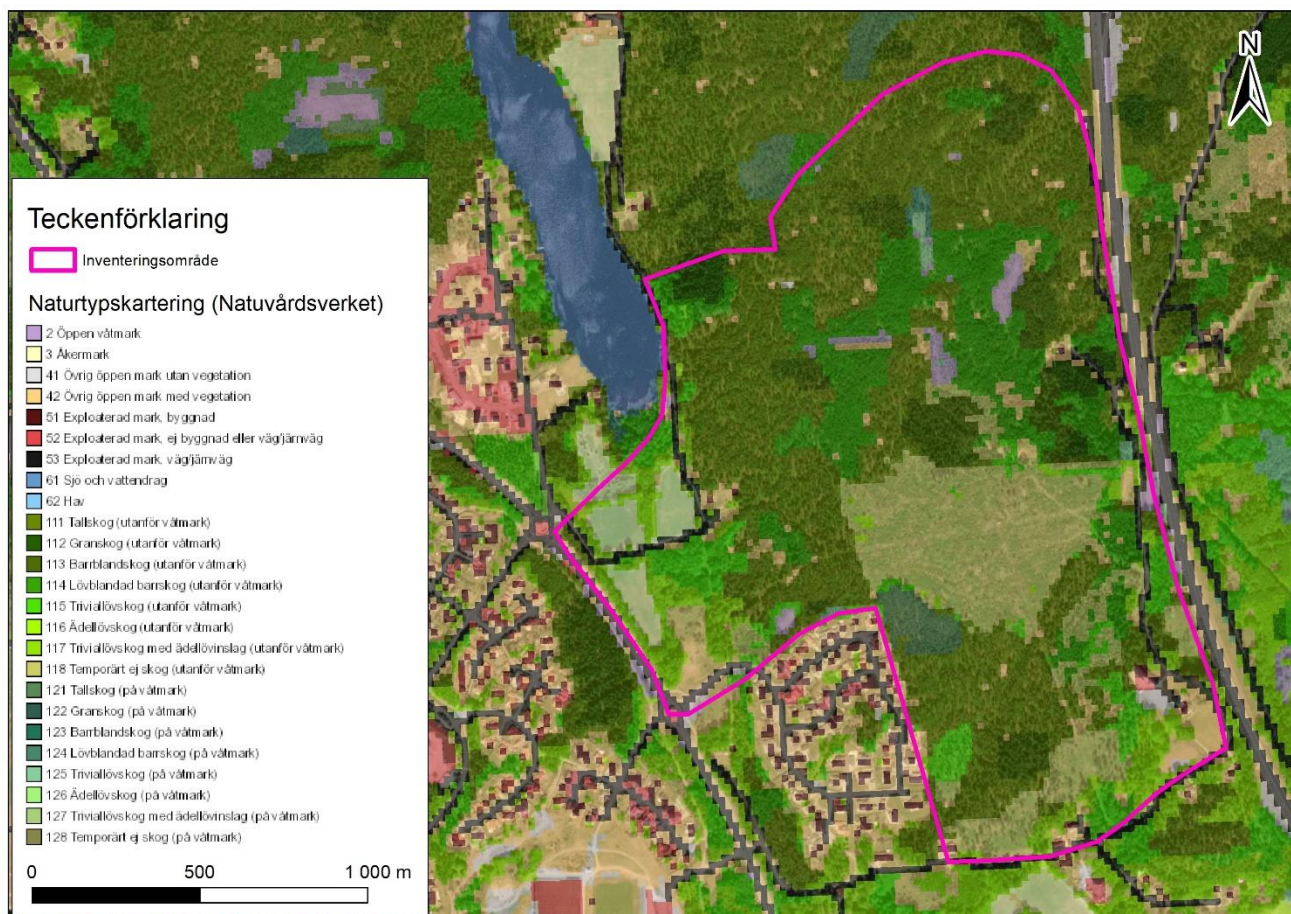 N
Teckenförklaring
Inventeringsområde
Naturtypskartering (Natuvårdsverket)
2 Öppen våtmark
3 Åkermark
41 Övrig öppen mark utan vegetation
42 Övrig öppen mark med vegetation
51 Exploaterad mark, byggnad
52 Exploaterad mark, ej byggnad eller väg/järnväg
53 Exploaterad mark, väg/järnväg
61 Sjö och vattendrag
62 Hav
111 Tallskog (utanför våtmark)
112 Granskog (utanför våtmark)
113 Barrblandskog (utanför våtmark)
114 Lövblandad barrskog (utanför våtmark)
115 Triviallövskog (utanför våtmark)
116 Ädellövskog (utanför våtmark)
117 Triviallövskog med ädellövinslag (utanför våtmark)
118 Temporärt ej skog (utanför våtmark)
121 Tallskog (på våtmark)
122 Granskog (på våtmark)
123 Barrblandskog (på våtmark)
124 Lövblandad barrskog (på våtmark)
125 Triviallövskog (på våtmark)
126 Ädellövskog (på våtmark)
127 Triviallövskog med ädellövinslag (på våtmark)
128 Temporärt ej skog (på våtmark)
0 500 1 000 m